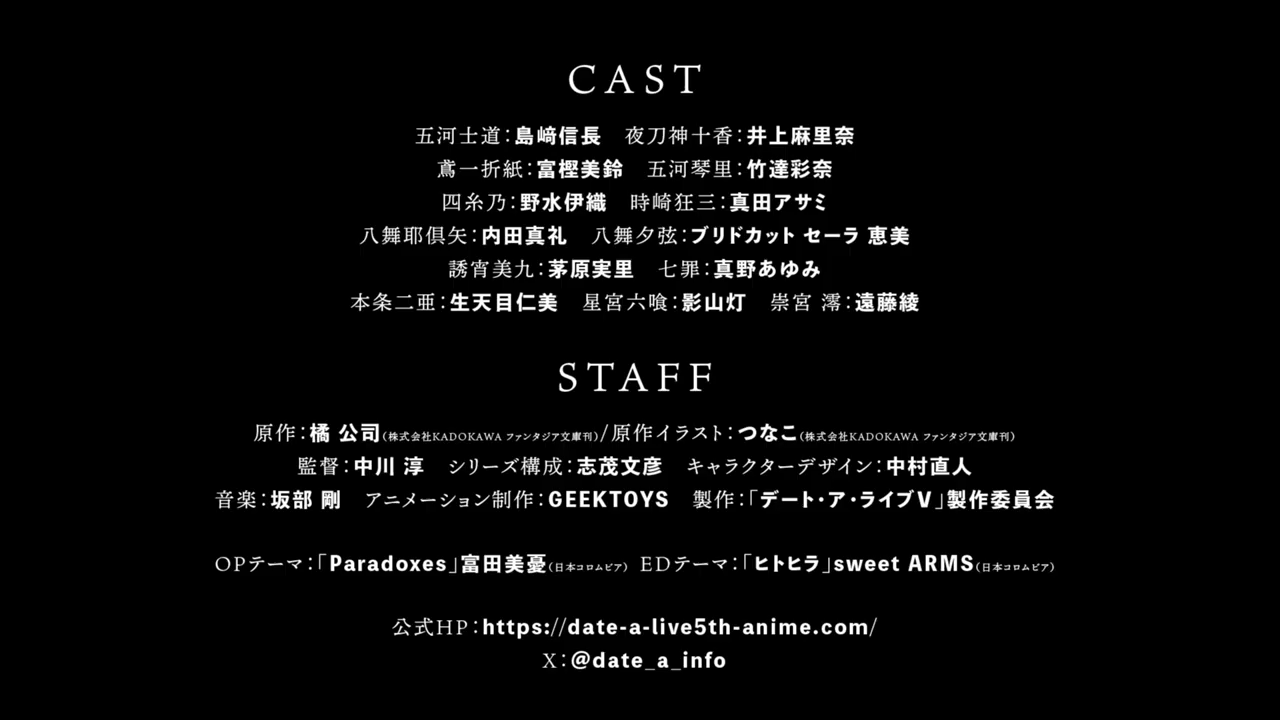 CAST
五河士道：島﨑信長　夜刀神十香：井上麻里奈
鳶一折紙：富樫美鈴　五河琴里：竹達彩奈
四糸乃：野水伊織　時崎狂三：真田アサミ
八舞耶倶矢：内田真礼　八舞夕弦：ブリドカット セーラ 恵美
誘宵美九：茅原実里　七罪：真野あゆみ
本条二亜：生天目仁美　星宮六喰：影山灯　崇宮 澪：遠藤綾
STAFF
原作：橘 公司（株式会社KADOKAWA ファンタジア文庫刊）/原作イラスト：つなこ（株式会社KADOKAWA ファンタジア文庫刊）
監督：中川 淳　シリーズ構成：志茂文彦　キャラクターデザイン：中村直人
音楽：坂部 剛　アニメーション制作：GEEKTOYS　製作：「デート・ア・ライブⅤ」製作委員会
OPテーマ：「Paradoxes」富田美憂（日本コロムビア）　EDテーマ：「ヒトヒラ」sweet ARMS（日本コロムビア）
公式HP：https://date-a-live5th-anime.com/
X：@date_a_info